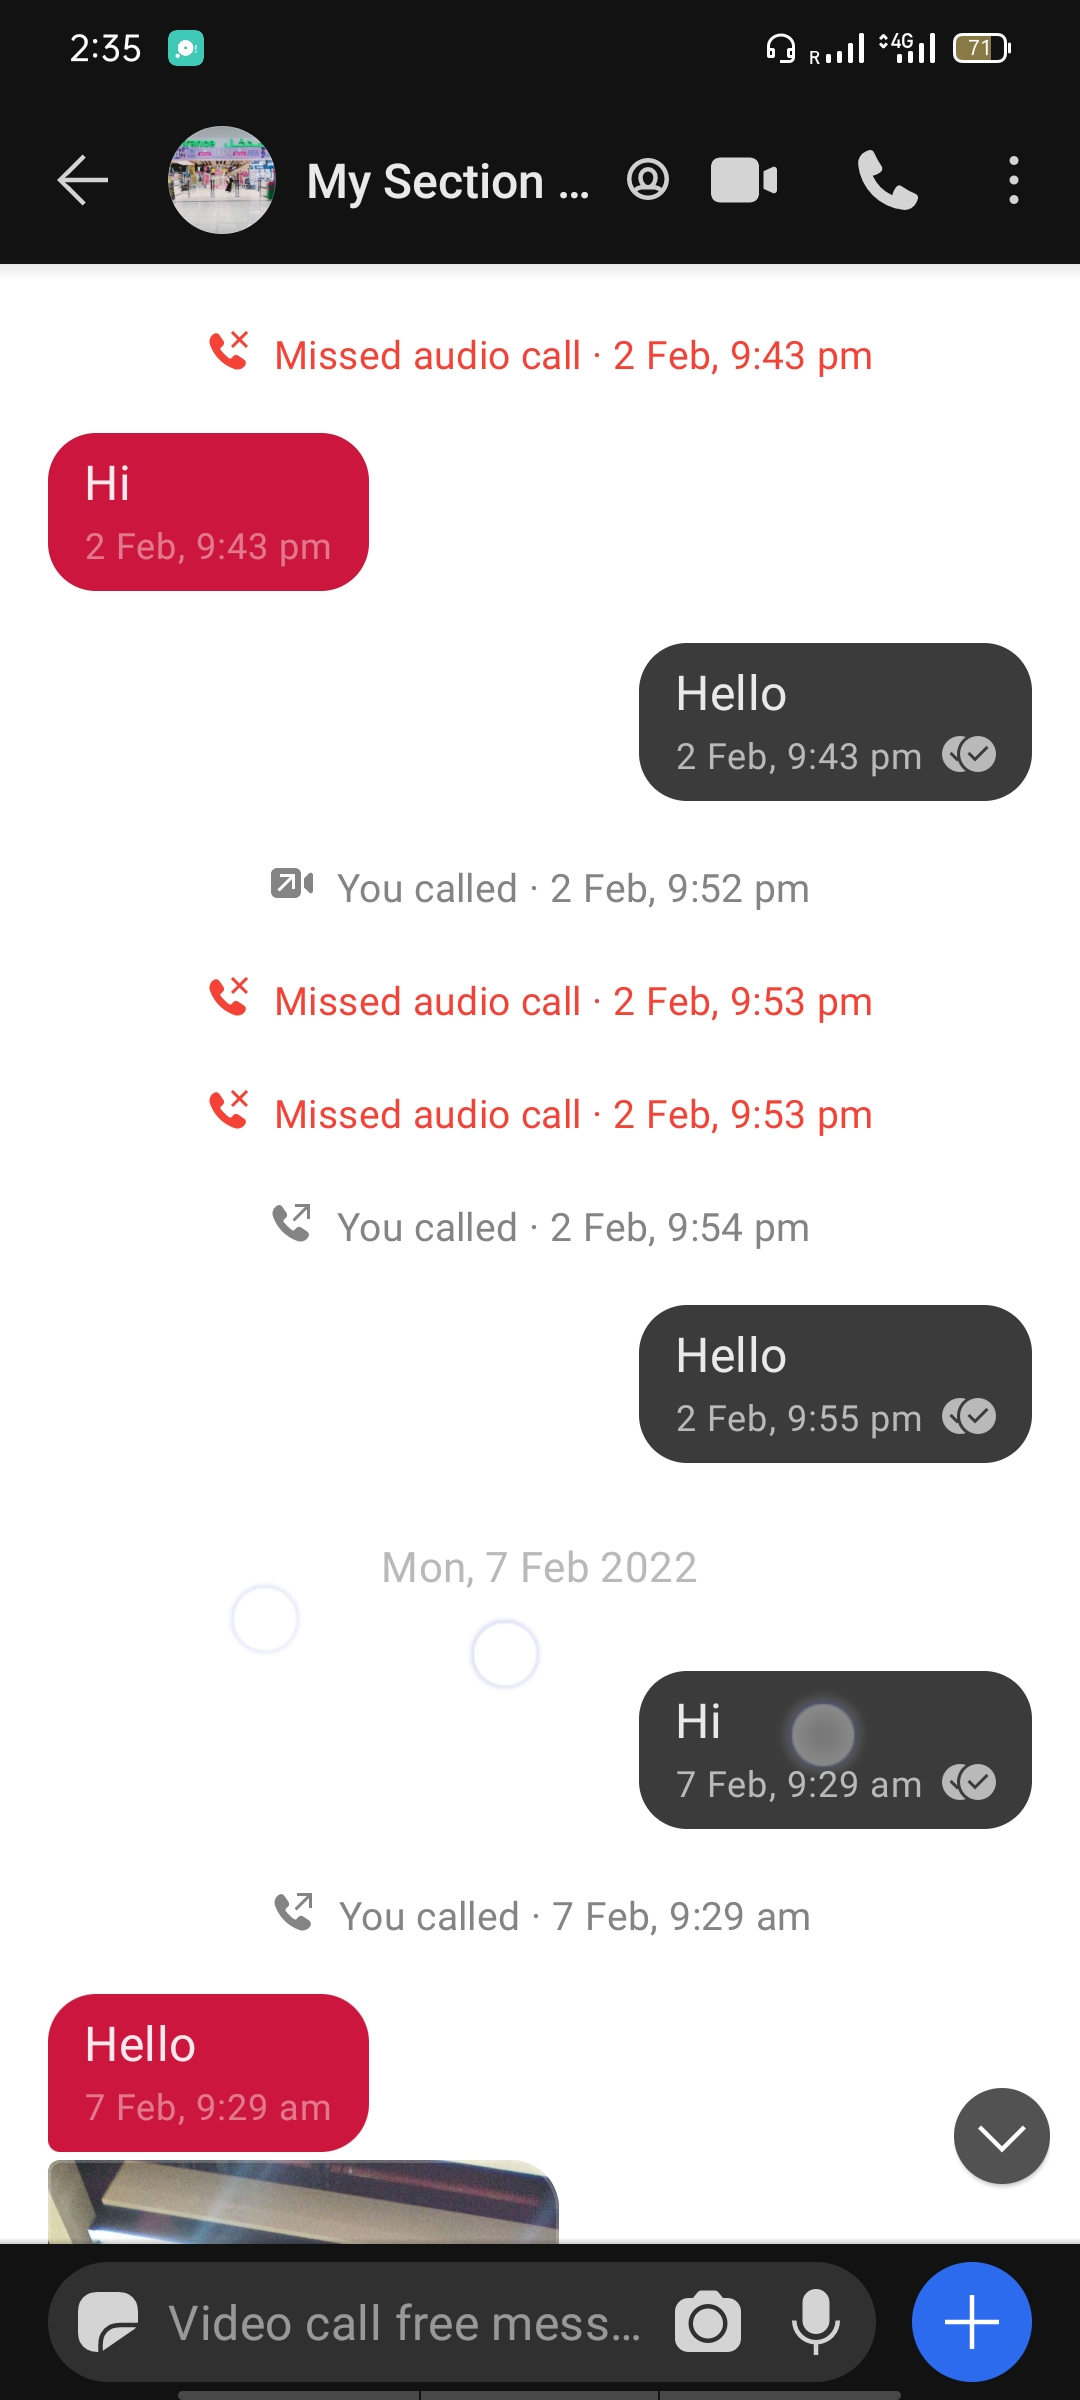 2:35
R
4G
71
My Section ...
Missed audio call · 2 Feb, 9:43 pm
Hi
2 Feb, 9:43 pm
Hello
2 Feb, 9:43 pm
You called · 2 Feb, 9:52 pm
Missed audio call · 2 Feb, 9:53 pm
Missed audio call · 2 Feb, 9:53 pm
You called · 2 Feb, 9:54 pm
Hello
2 Feb, 9:55 pm
Mon, 7 Feb 2022
Hi
7 Feb, 9:29 am
You called · 7 Feb, 9:29 am
Hello
7 Feb, 9:29 am
Video call free mess...